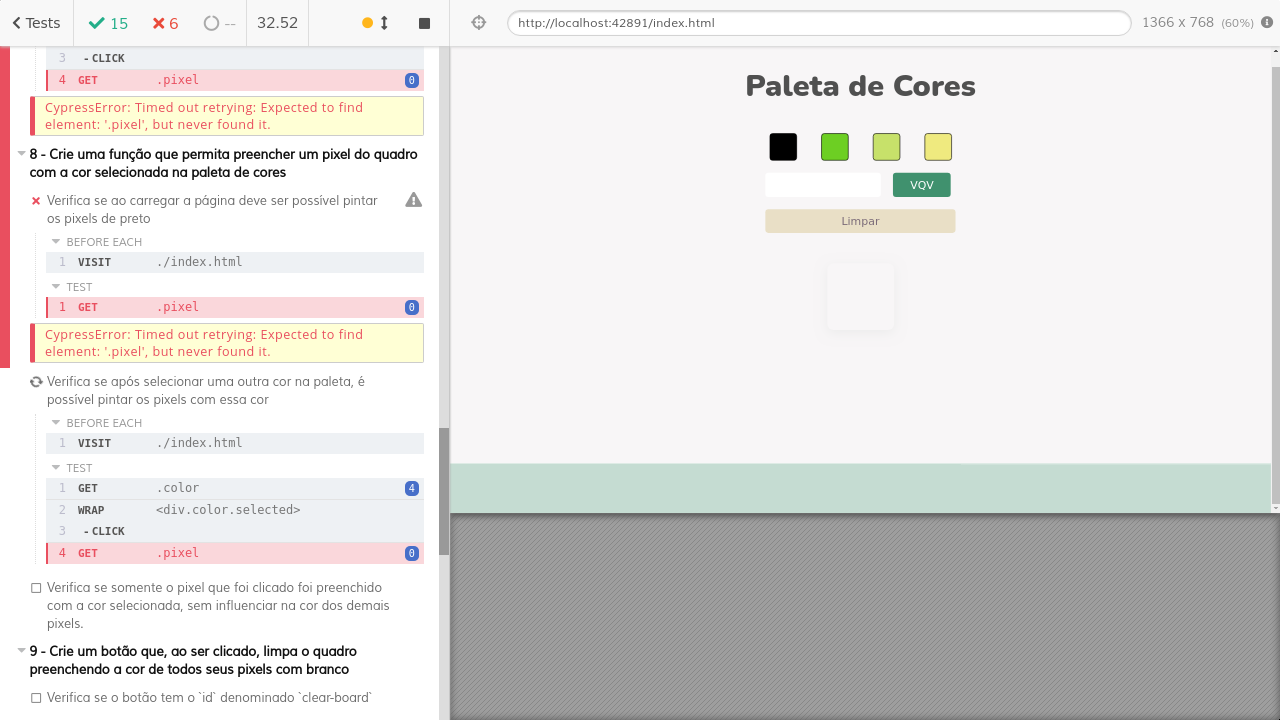 Tests 15 6 -- 32.52
http://localhost:42891/index.html 1366 x 768 (60%)
3 - CLICK
4 GET .pixel 0
CypressError: Timed out retrying: Expected to find
element: '.pixel', but never found it.
8 - Crie uma função que permita preencher um pixel do quadro
com a cor selecionada na paleta de cores
Verifica se ao carregar a página deve ser possível pintar
os pixels de preto
BEFORE EACH
1 VISIT ./index.html
TEST
1 GET .pixel 0
CypressError: Timed out retrying: Expected to find
element: '.pixel', but never found it.
Verifica se após selecionar uma outra cor na paleta, é
possível pintar os pixels com essa cor
BEFORE EACH
1 VISIT ./index.html
TEST
1 GET .color 4
2 WRAP <div.color.selected>
3 - CLICK
4 GET .pixel 0
Verifica se somente o pixel que foi clicado foi preenchido
com a cor selecionada, sem influenciar na cor dos demais
pixels.
9 - Crie um botão que, ao ser clicado, limpa o quadro
preenchendo a cor de todos seus pixels com branco
Verifica se o botão tem o `id` denominado `clear-board`
Paleta de Cores
VQV
Limpar